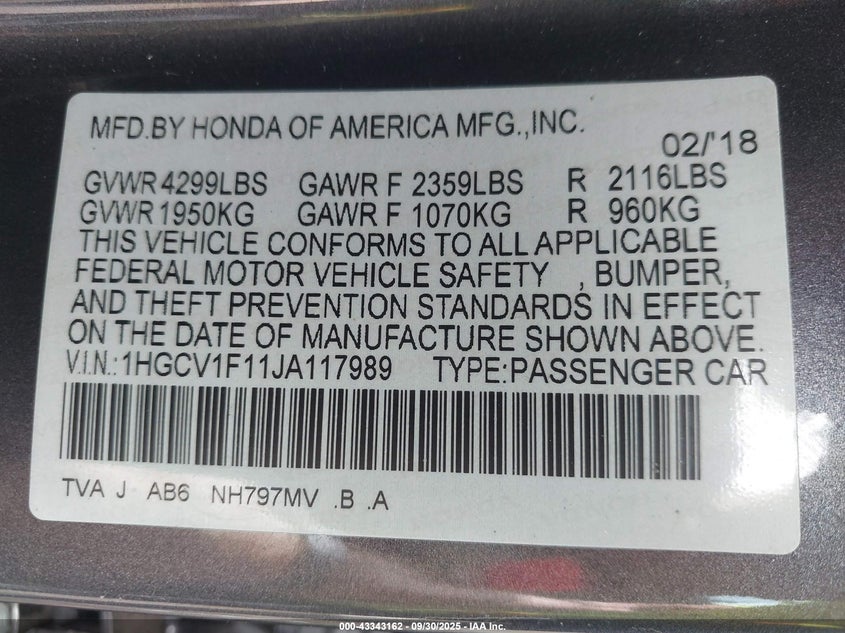 MFD.BY HONDA OF AMERICA MFG.,INC.
02/'18
GVWR 4299LBS GAWR F 2359LBS R 2116LBS
GVWR 1950KG GAWR F 1070KG R 960KG
THIS VEHICLE CONFORMS TO ALL APPLICABLE
FEDERAL MOTOR VEHICLE SAFETY , BUMPER,
AND THEFT PREVENTION STANDARDS IN EFFECT
ON THE DATE OF MANUFACTURE SHOWN ABOVE.
V.I.N.:1HGCV1F11JA117989 TYPE:PASSENGER CAR
TVA J AB6 NH797MV .B .A
000-43343162 - 09/30/2025 - IAA Inc.